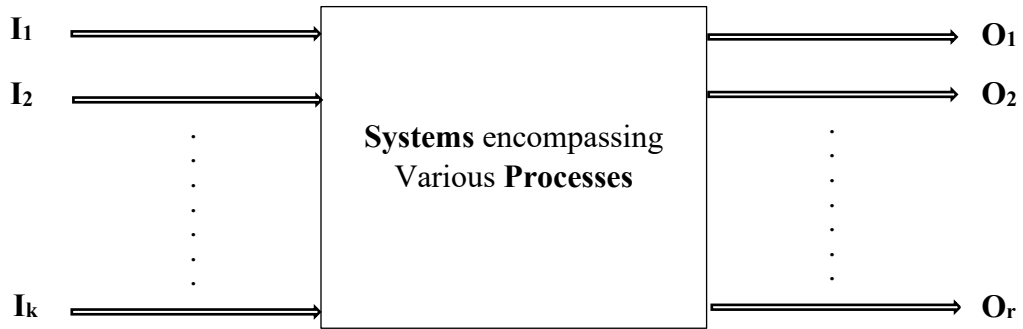 I1
O1
I2
O2
Systems encompassing
Various Processes
Ik
Or